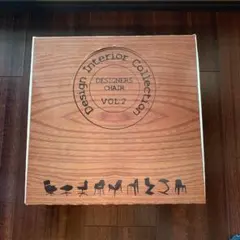 Design Interior Collection
DESIGNERS
CHAIR
VOL.2